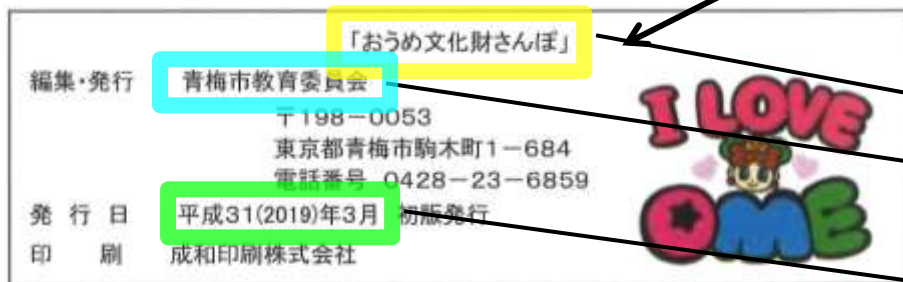 「おうめ文化財さんぽ」
編集・発行 青梅市教育委員会
〒198－0053
東京都青梅市駒木町1－684
電話番号 0428－23－6859
発行日 平成31(2019)年3月 初版発行
印刷 成和印刷株式会社
I LOVE
OME